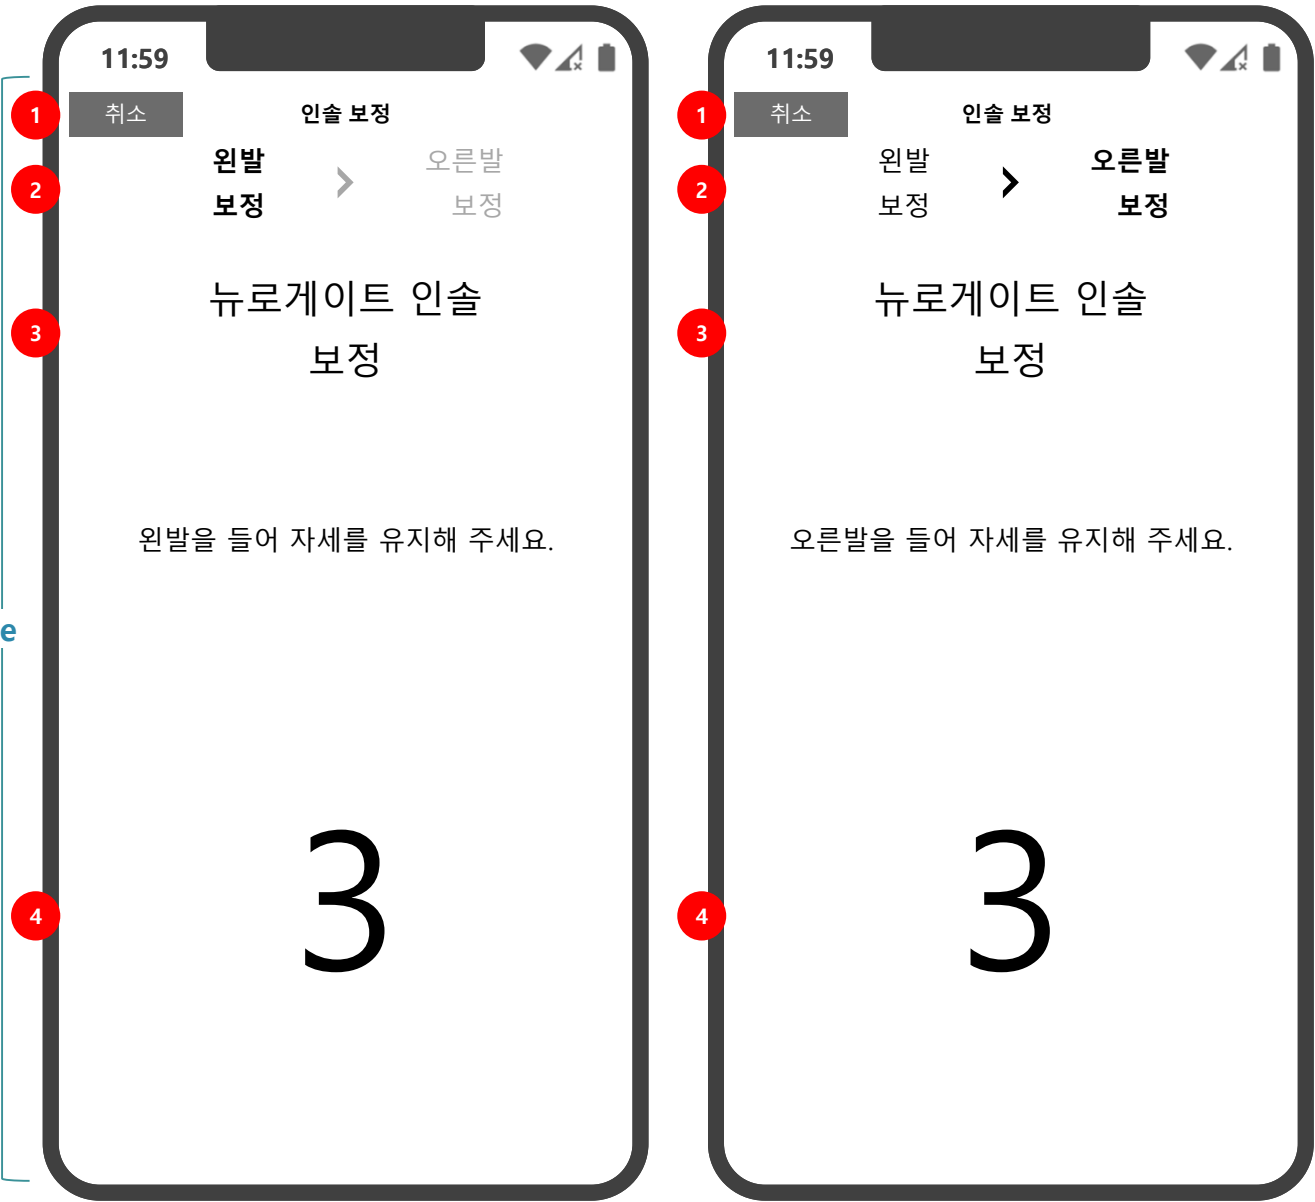 11:59
1
취소
인솔 보정
2
왼발
보정
오른발
보정
3
뉴로게이트 인솔
보정
왼발을 들어 자세를 유지해 주세요.
e
4
3
11:59
1
취소
인솔 보정
2
왼발
보정
오른발
보정
3
뉴로게이트 인솔
보정
오른발을 들어 자세를 유지해 주세요.
4
3